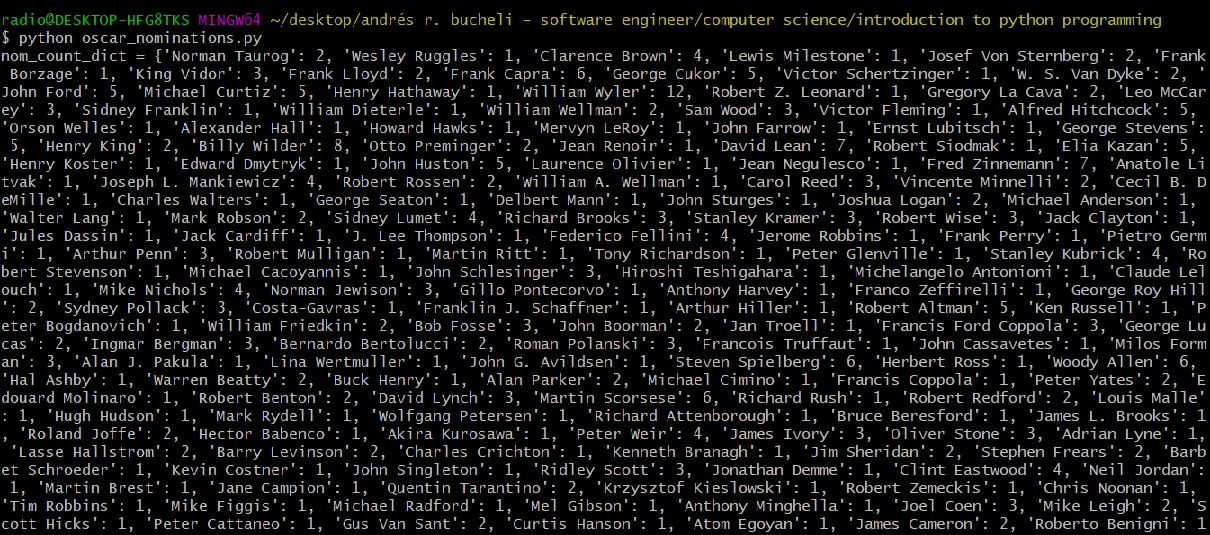 radio@DESKTOP-HFG8TKS MINGW64 ~/desktop/andrés r. bucheli - software engineer/computer science/introduction to python programming
$ python oscar_nominations.py
nom_count_dict = {'Norman Taurog': 2, 'Wesley Ruggles': 1, 'Clarence Brown': 4, 'Lewis Milestone': 1, 'Josef Von Sternberg': 2, 'Frank
 Borzage': 1, 'King Vidor': 3, 'Frank Lloyd': 2, 'Frank Capra': 6, 'George Cukor': 5, 'Victor Schertzinger': 1, 'W. S. Van Dyke': 2, '
John Ford': 5, 'Michael Curtiz': 5, 'Henry Hathaway': 1, 'William Wyler': 12, 'Robert Z. Leonard': 1, 'Gregory La Cava': 2, 'Leo McCar
ey': 3, 'Sidney Franklin': 1, 'William Dieterle': 1, 'William Wellman': 2, 'Sam Wood': 3, 'Victor Fleming': 1, 'Alfred Hitchcock': 5,
'Orson Welles': 1, 'Alexander Hall': 1, 'Howard Hawks': 1, 'Mervyn LeRoy': 1, 'John Farrow': 1, 'Ernst Lubitsch': 1, 'George Stevens':
 5, 'Henry King': 2, 'Billy Wilder': 8, 'Otto Preminger': 2, 'Jean Renoir': 1, 'David Lean': 7, 'Robert Siodmak': 1, 'Elia Kazan': 5,
'Henry Koster': 1, 'Edward Dmytryk': 1, 'John Huston': 5, 'Laurence Olivier': 1, 'Jean Negulesco': 1, 'Fred Zinnemann': 7, 'Anatole Li
tvak': 1, 'Joseph L. Mankiewicz': 4, 'Robert Rossen': 2, 'William A. Wellman': 1, 'Carol Reed': 3, 'Vincente Minnelli': 2, 'Cecil B. D
eMille': 1, 'Charles Walters': 1, 'George Seaton': 1, 'Delbert Mann': 1, 'John Sturges': 1, 'Joshua Logan': 2, 'Michael Anderson': 1,
'Walter Lang': 1, 'Mark Robson': 2, 'Sidney Lumet': 4, 'Richard Brooks': 3, 'Stanley Kramer': 3, 'Robert Wise': 3, 'Jack Clayton': 1,
'Jules Dassin': 1, 'Jack Cardiff': 1, 'J. Lee Thompson': 1, 'Federico Fellini': 4, 'Jerome Robbins': 1, 'Frank Perry': 1, 'Pietro Germ
i': 1, 'Arthur Penn': 3, 'Robert Mulligan': 1, 'Martin Ritt': 1, 'Tony Richardson': 1, 'Peter Glenville': 1, 'Stanley Kubrick': 4, 'Ro
bert Stevenson': 1, 'Michael Cacoyannis': 1, 'John Schlesinger': 3, 'Hiroshi Teshigahara': 1, 'Michelangelo Antonioni': 1, 'Claude Lel
ouch': 1, 'Mike Nichols': 4, 'Norman Jewison': 3, 'Gillo Pontecorvo': 1, 'Anthony Harvey': 1, 'Franco Zeffirelli': 1, 'George Roy Hill
': 2, 'Sydney Pollack': 3, 'Costa-Gavras': 1, 'Franklin J. Schaffner': 1, 'Arthur Hiller': 1, 'Robert Altman': 5, 'Ken Russell': 1, 'P
eter Bogdanovich': 1, 'William Friedkin': 2, 'Bob Fosse': 3, 'John Boorman': 2, 'Jan Troell': 1, 'Francis Ford Coppola': 3, 'George Lu
cas': 2, 'Ingmar Bergman': 3, 'Bernardo Bertolucci': 2, 'Roman Polanski': 3, 'Francois Truffaut': 1, 'John Cassavetes': 1, 'Milos Form
an': 3, 'Alan J. Pakula': 1, 'Lina Wertmuller': 1, 'John G. Avildsen': 1, 'Steven Spielberg': 6, 'Herbert Ross': 1, 'Woody Allen': 6,
'Hal Ashby': 1, 'Warren Beatty': 2, 'Buck Henry': 1, 'Alan Parker': 2, 'Michael Cimino': 1, 'Francis Coppola': 1, 'Peter Yates': 2, 'E
douard Molinaro': 1, 'Robert Benton': 2, 'David Lynch': 3, 'Martin Scorsese': 6, 'Richard Rush': 1, 'Robert Redford': 2, 'Louis Malle'
: 1, 'Hugh Hudson': 1, 'Mark Rydell': 1, 'Wolfgang Petersen': 1, 'Richard Attenborough': 1, 'Bruce Beresford': 1, 'James L. Brooks': 1
, 'Roland Joffe': 2, 'Hector Babenco': 1, 'Akira Kurosawa': 1, 'Peter Weir': 4, 'James Ivory': 3, 'Oliver Stone': 3, 'Adrian Lyne': 1,
 'Lasse Hallstrom': 2, 'Barry Levinson': 2, 'Charles Crichton': 1, 'Kenneth Branagh': 1, 'Jim Sheridan': 2, 'Stephen Frears': 2, 'Barb
et Schroeder': 1, 'Kevin Costner': 1, 'John Singleton': 1, 'Ridley Scott': 3, 'Jonathan Demme': 1, 'Clint Eastwood': 4, 'Neil Jordan':
 1, 'Martin Brest': 1, 'Jane Campion': 1, 'Quentin Tarantino': 2, 'Krzysztof Kieslowski': 1, 'Robert Zemeckis': 1, 'Chris Noonan': 1,
'Tim Robbins': 1, 'Mike Figgis': 1, 'Michael Radford': 1, 'Mel Gibson': 1, 'Anthony Minghella': 1, 'Joel Coen': 3, 'Mike Leigh': 2, 'S
cott Hicks': 1, 'Peter Cattaneo': 1, 'Gus Van Sant': 2, 'Curtis Hanson': 1, 'Atom Egoyan': 1, 'James Cameron': 2, 'Roberto Benigni': 1